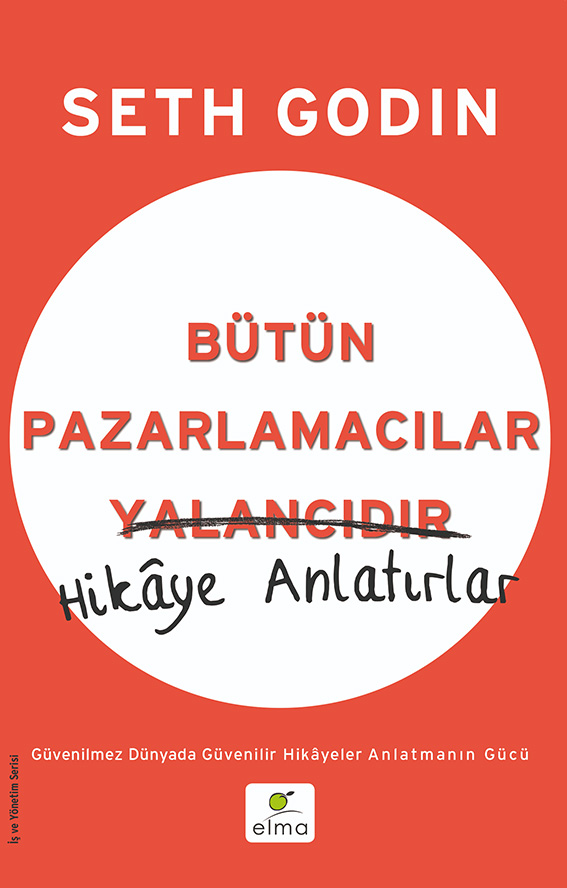 SETH GODIN
BÜTÜN
PAZARLAMACILAR
YALANCIDIR
Hikâye Anlatırlar
Güvenilmez Dünyada Güvenilir Hikâyeler Anlatmanın Gücü
İş ve Yönetim Serisi
elma